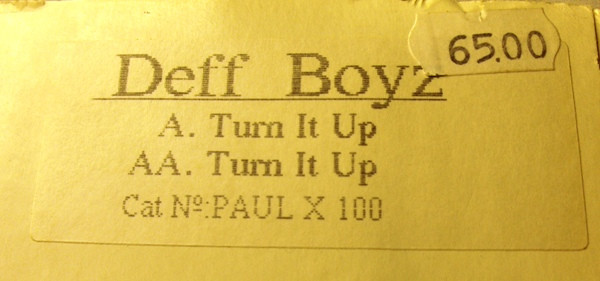 Deff Boyz
65.00
A. Turn It Up
AA. Turn It Up
Cat Nº:PAUL X 100